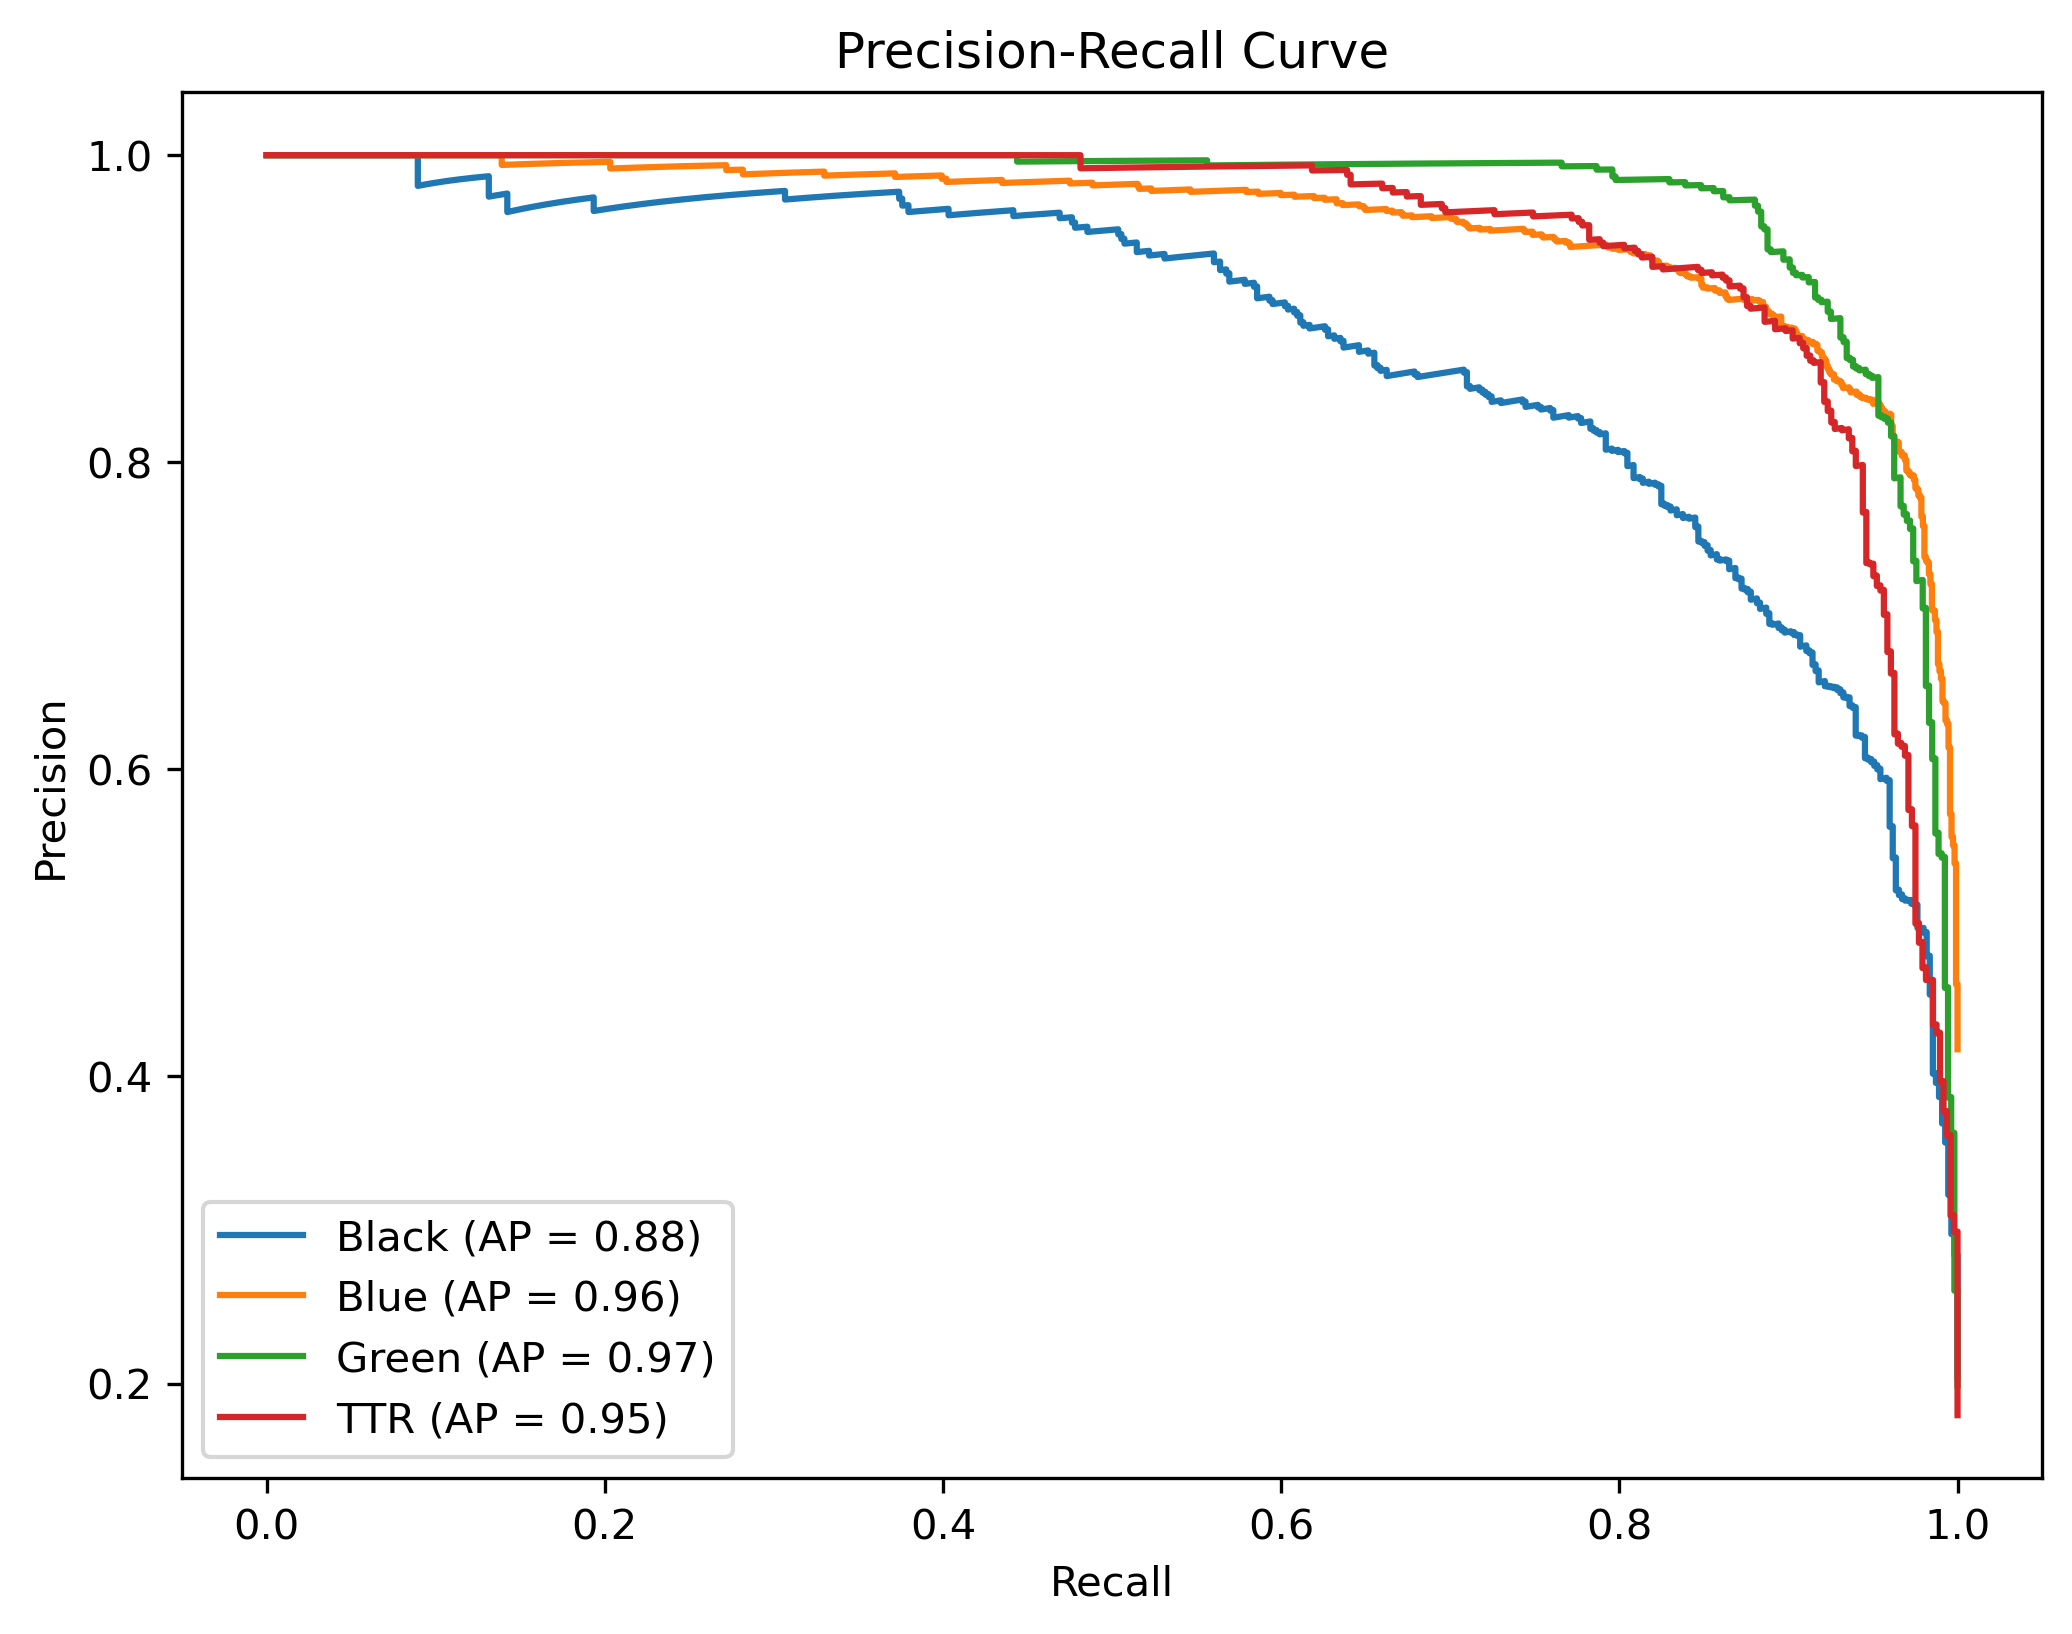 Precision-Recall Curve
1.0
0.8
0.6
0.4
0.2
Precision
Black (AP = 0.88)
Blue (AP = 0.96)
Green (AP = 0.97)
TTR (AP = 0.95)
0.0 0.2 0.4 0.6 0.8 1.0
Recall